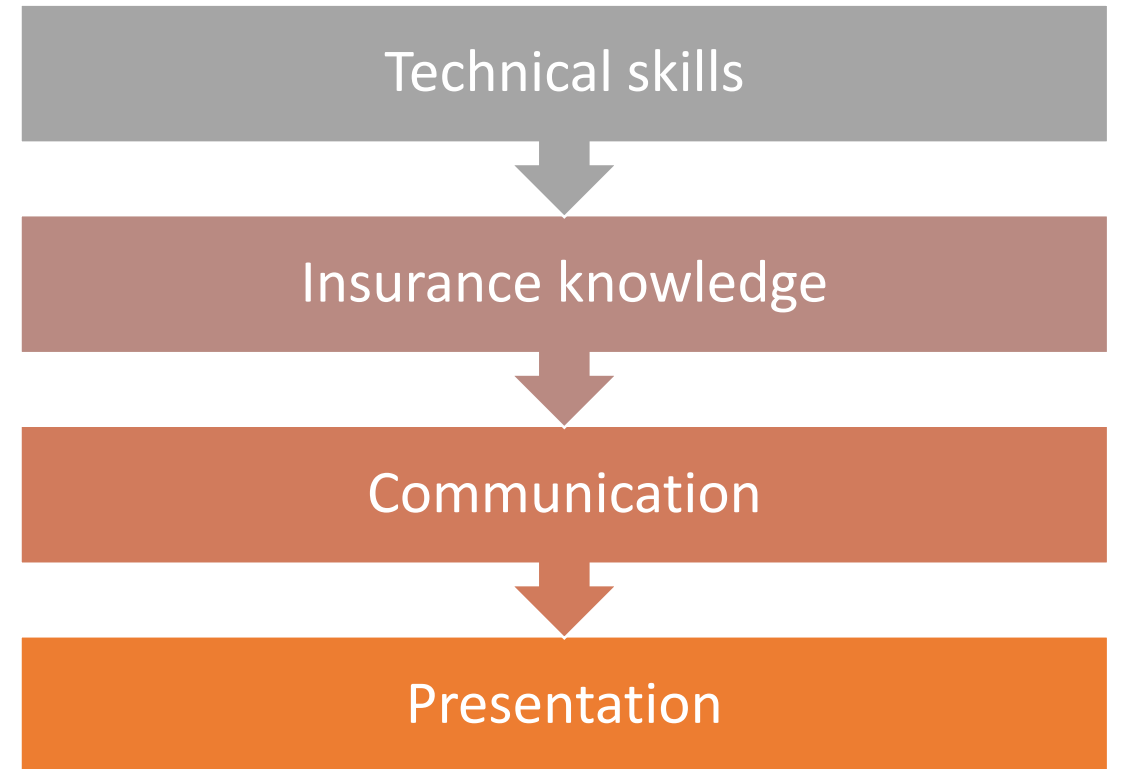 Technical skills
Insurance knowledge
Communication
Presentation